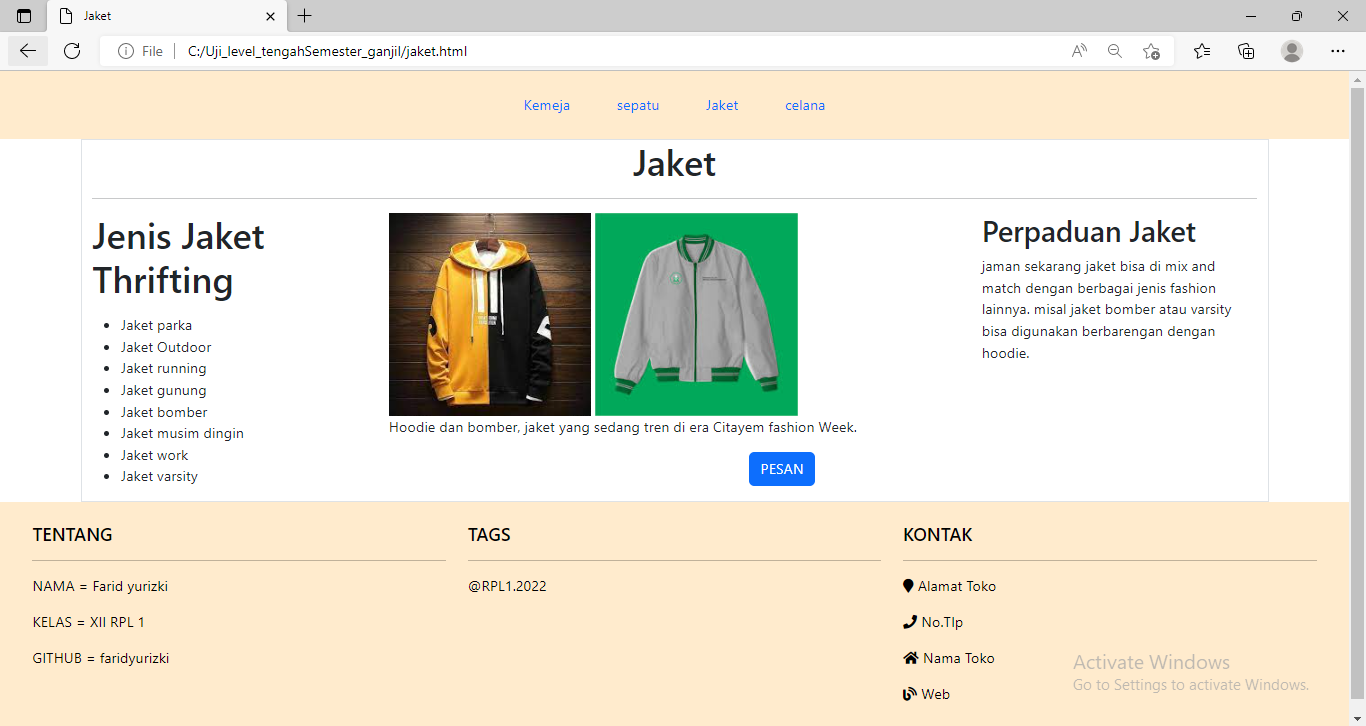 Jaket
File
C:/Uji_level_tengahSemester_ganjil/jaket.html
Kemeja sepatu Jaket celana
Jaket
Jenis Jaket
Thrifting
• Jaket parka
• Jaket Outdoor
• Jaket running
• Jaket gunung
• Jaket bomber
• Jaket musim dingin
• Jaket work
• Jaket varsity
Hoodie dan bomber, jaket yang sedang tren di era Citayem fashion Week.
PESAN
Perpaduan Jaket
jaman sekarang jaket bisa di mix and
match dengan berbagai jenis fashion
lainnya. misal jaket bomber atau varsity
bisa digunakan berbarengan dengan
hoodie.
TENTANG
NAMA = Farid yurizki
KELAS = XII RPL 1
GITHUB = faridyurizki
TAGS
@RPL1.2022
KONTAK
Alamat Toko
No.Tlp
Nama Toko
Web
Activate Windows
Go to Settings to activate Windows.